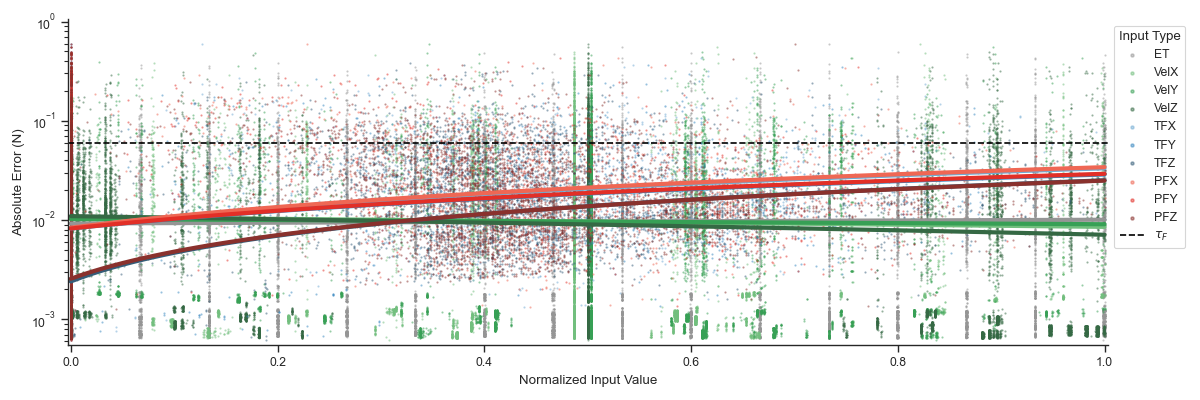 10⁰
10⁻¹
10⁻²
10⁻³
Absolute Error (N)
0.0 0.2 0.4 0.6 0.8 1.0
Normalized Input Value
Input Type
ET
VelX
VelY
VelZ
TFX
TFY
TFZ
PFX
PFY
PFZ
τF